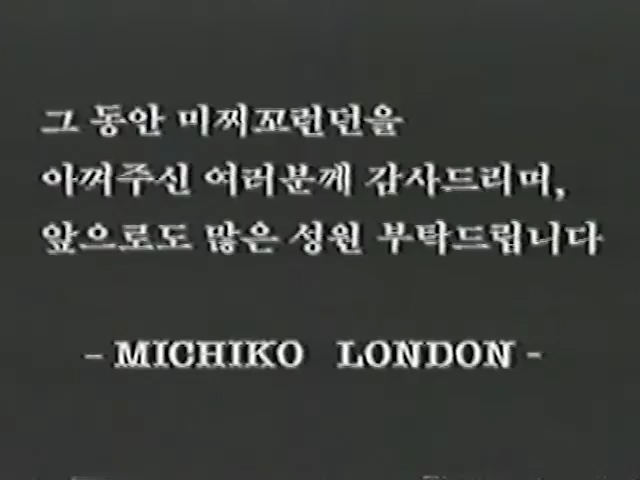 그 동안 미찌꼬런던을
아껴주신 여러분께 감사드리며,
앞으로도 많은 성원 부탁드립니다
- MICHIKO LONDON -